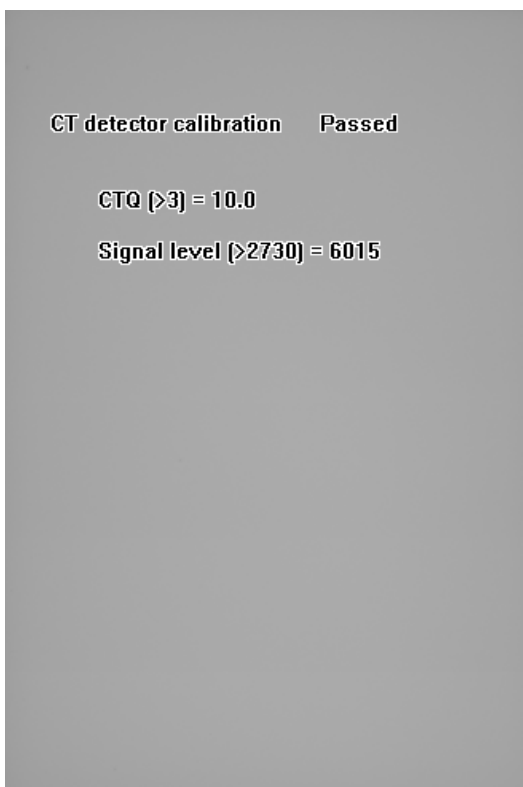 CT detector calibration Passed
CTQ (>3) = 10.0
Signal level (>2730) = 6015